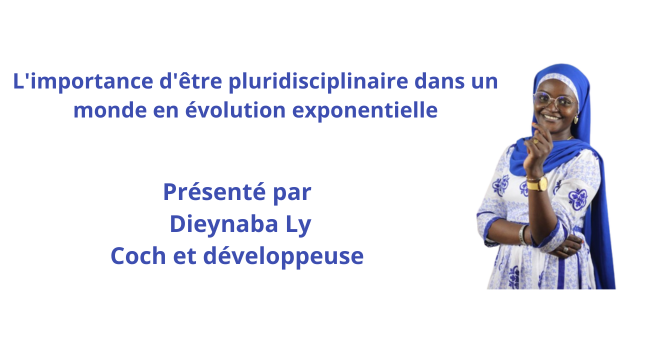 L'importance d'être pluridisciplinaire dans un
monde en évolution exponentielle
Présenté par
Dieynaba Ly
Coch et développeuse